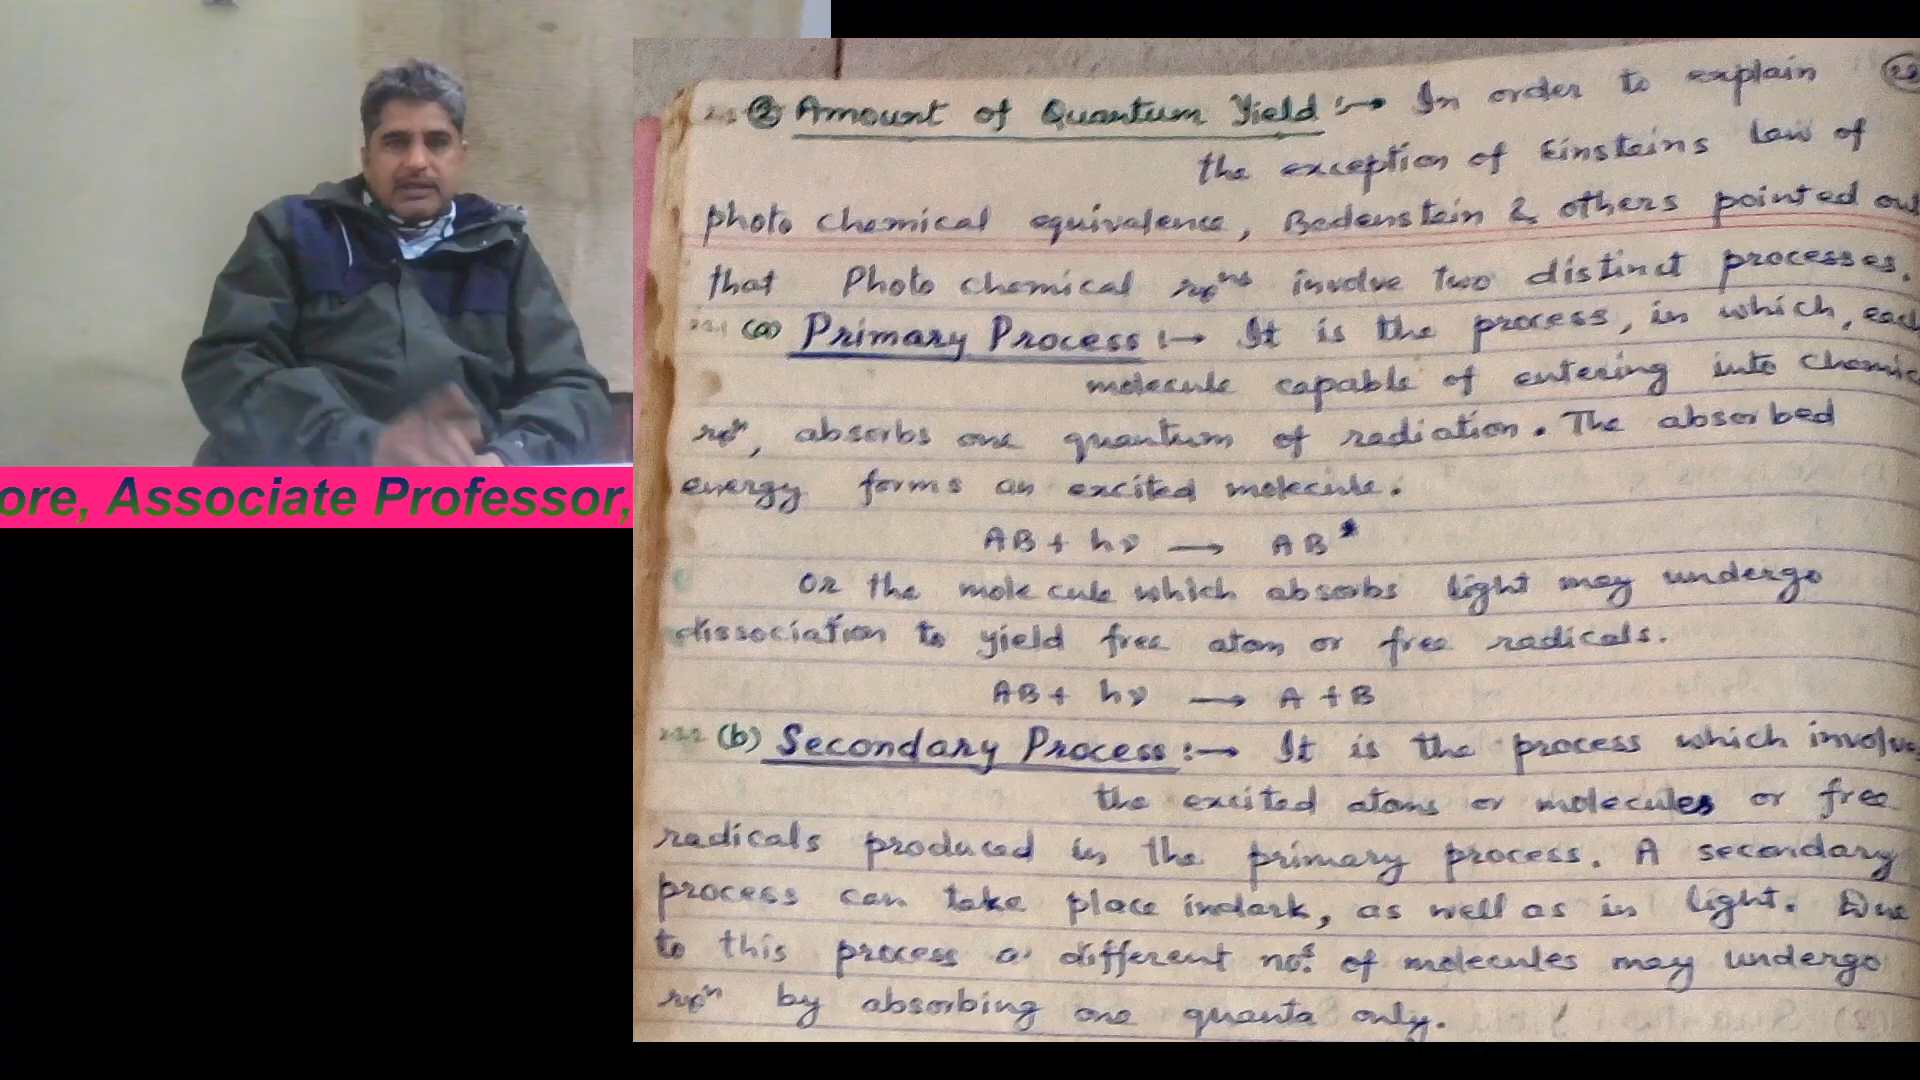 ore, Associate Professor,
② Amount of Quantum Yield :→ In order to explain
the exception of Einsteins Law of
photo chemical equivalence, Bodenstein & others pointed out
that Photo chemical rxⁿˢ involve two distinct processes.
(a) Primary Process :→ It is the process, in which, each
molecule capable of entering into chemic
rxⁿ, absorbs one quantum of radiation. The absorbed
energy forms an excited molecule.
AB + hν → AB*
or the molecule which absorbs light may undergo
dissociation to yield free atom or free radicals.
AB + hν → A + B
(b) Secondary Process :→ It is the process which involve
the excited atoms or molecules or free
radicals produced in the primary process. A secondary
process can take place indark, as well as in light. Due
to this process a different no. of molecules may undergo
rxⁿ by absorbing one quanta only.